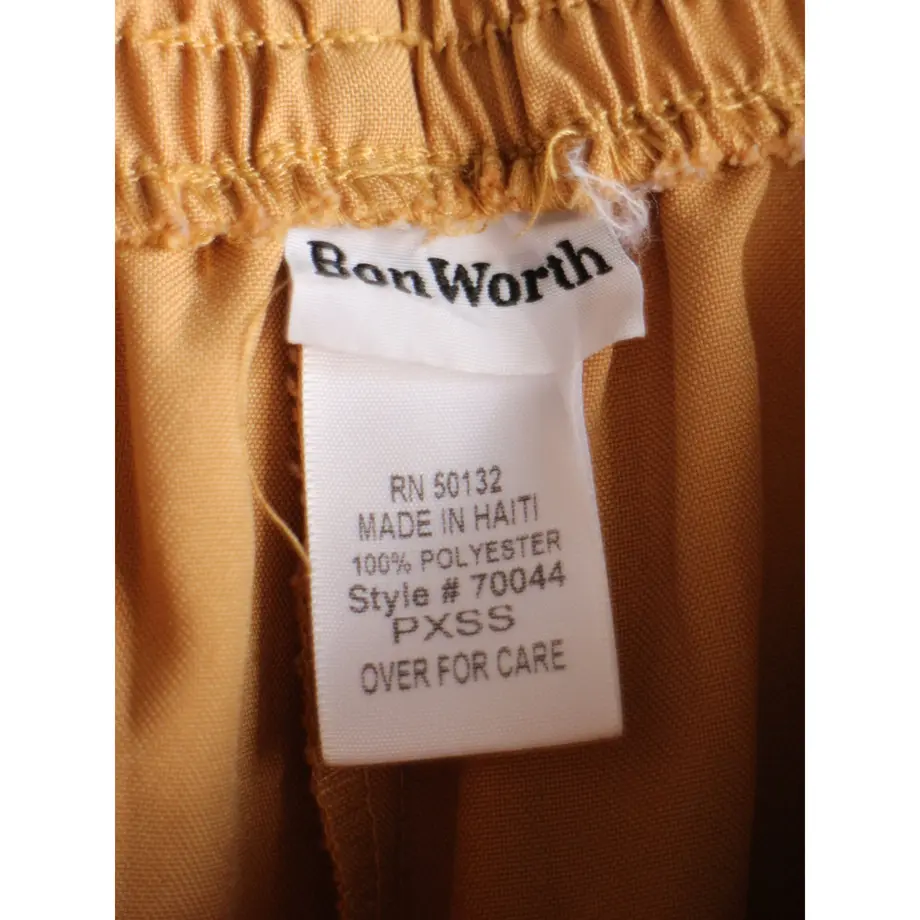 BonWorth
RN 50132
MADE IN HAITI
100% POLYESTER
Style # 70044
PXSS
OVER FOR CARE